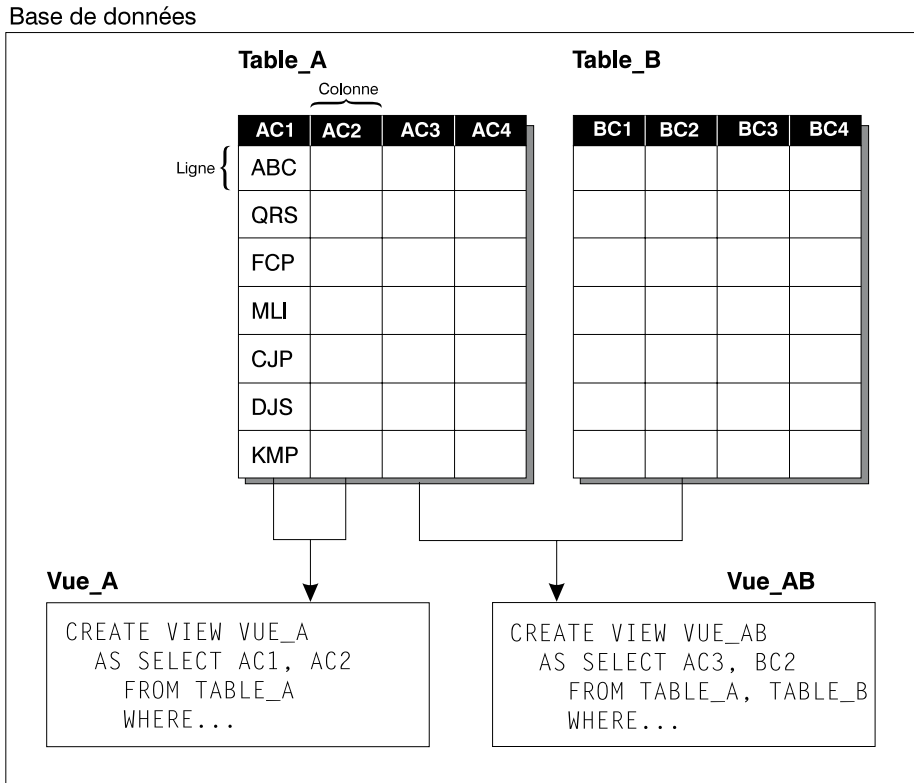 Base de données
Table_A
Table_B
Colonne
AC1 AC2 AC3 AC4
BC1 BC2 BC3 BC4
Ligne
ABC
QRS
FCP
MLI
CJP
DJS
KMP
Vue_A
Vue_AB
CREATE VIEW VUE_A
AS SELECT AC1, AC2
FROM TABLE_A
WHERE...
CREATE VIEW VUE_AB
AS SELECT AC3, BC2
FROM TABLE_A, TABLE_B
WHERE...